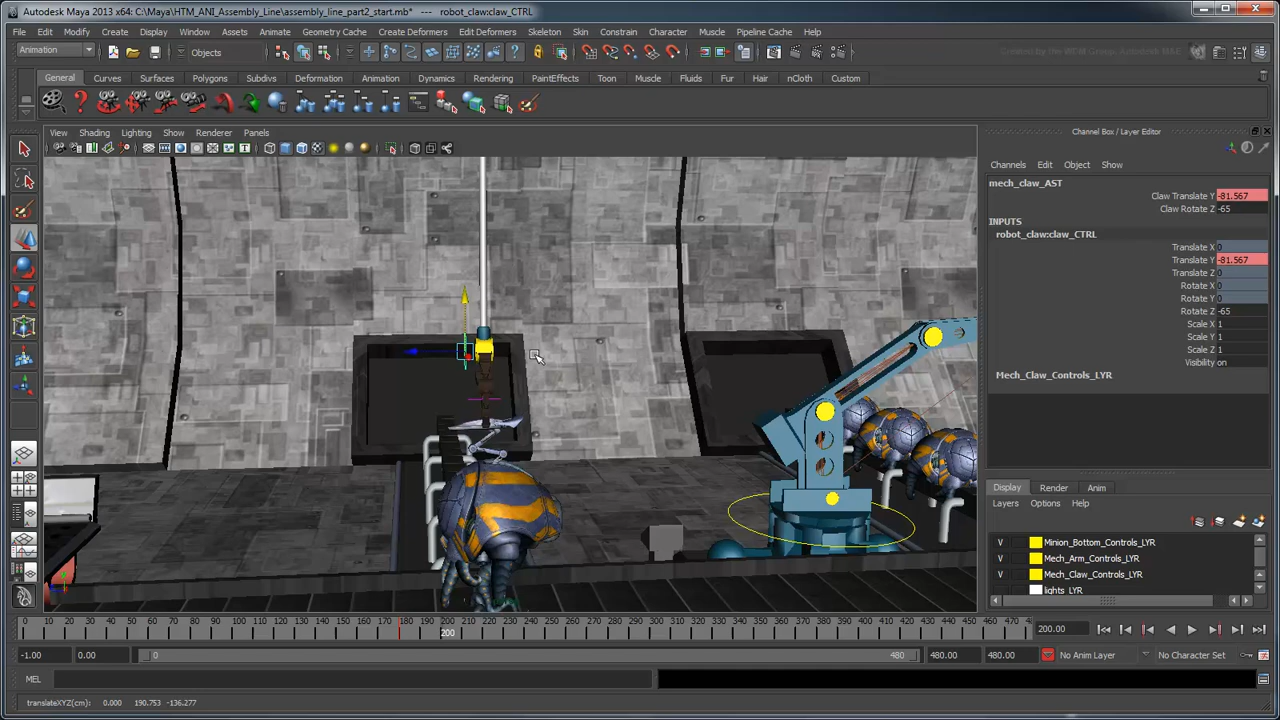 Autodesk Maya 2013 x64: C:\Maya\HTM_ANI_Assembly_Line\assembly_line_part2_start.mb* --- robot_claw:claw_CTRL
File Edit Modify Create Display Window Assets Animate Geometry Cache Create Deformers Edit Deformers Skeleton Skin Constrain Character Muscle Pipeline Cache Help
Animation Objects
General Curves Surfaces Polygons Subdivs Deformation Animation Dynamics Rendering PaintEffects Toon Muscle Fluids Fur Hair nCloth Custom
View Shading Lighting Show Renderer Panels
Channel Box / Layer Editor
Channels Edit Object Show
mech_claw_AST
Claw Translate Y -81.567
Claw Rotate Z -65
INPUTS
robot_claw:claw_CTRL
Translate X 0
Translate Y -81.567
Translate Z 0
Rotate X 0
Rotate Y 0
Rotate Z -65
Scale X 1
Scale Y 1
Scale Z 1
Visibility on
Mech_Claw_Controls_LYR
Display Render Anim
Layers Options Help
V Minion_Bottom_Controls_LYR
V Mech_Arm_Controls_LYR
V Mech_Claw_Controls_LYR
lights_LYR
0 10 20 30 40 50 60 70 80 90 100 110 120 130 140 150 160 170 180 190 200 210 220 230 240 250 260 270 280 290 300 310 320 330 340 350 360 370 380 390 400 410 420 430 440 450 460 470
200
200.00
-1.00 0.00 0 480 480.00 480.00 No Anim Layer No Character Set
MEL
translateXYZ(cm): 0.000 190.753 -136.277